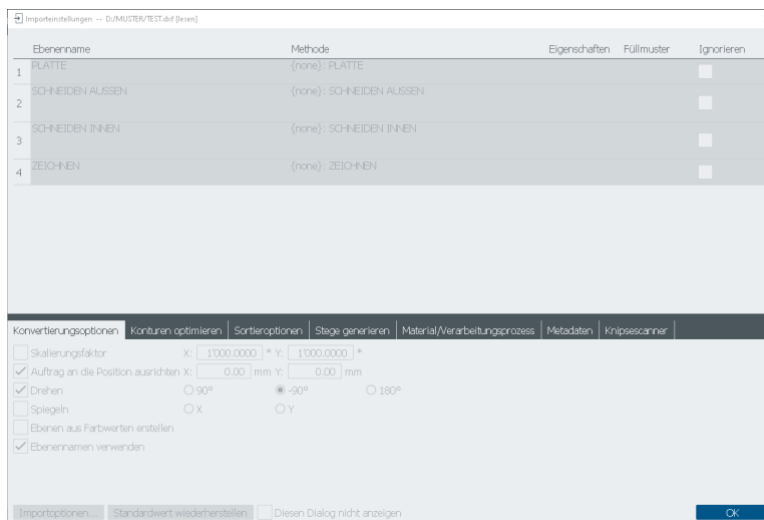 Importeinstellungen -- D:/MUSTER/TEST.dxf [lesen]
Ebenenname Methode Eigenschaften Füllmuster Ignorieren
1 PLATTE {none}: PLATTE
2 SCHNEIDEN AUSSEN {none}: SCHNEIDEN AUSSEN
3 SCHNEIDEN INNEN {none}: SCHNEIDEN INNEN
4 ZEICHNEN {none}: ZEICHNEN
Konvertierungsoptionen Konturen optimieren Sortieroptionen Stege generieren Material/Verarbeitungsprozess Metadaten Knipsescanner
Skalierungsfaktor X: 1'000.0000 * Y: 1'000.0000 *
Auftrag an die Position ausrichten X: 0.00 mm Y: 0.00 mm
Drehen 90° -90° 180°
Spiegeln X Y
Ebenen aus Farbwerten erstellen
Ebenennamen verwenden
Importoptionen... Standardwert wiederherstellen Diesen Dialog nicht anzeigen OK